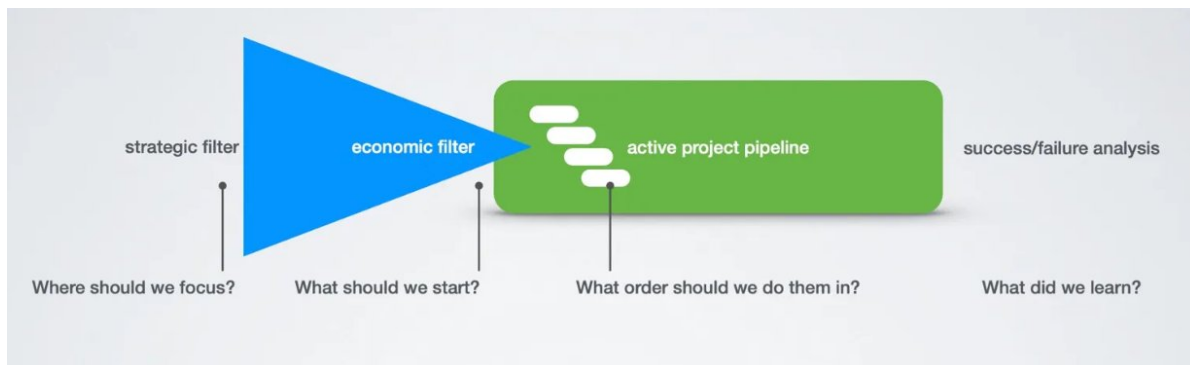 strategic filter
economic filter
active project pipeline
success/failure analysis
Where should we focus?
What should we start?
What order should we do them in?
What did we learn?